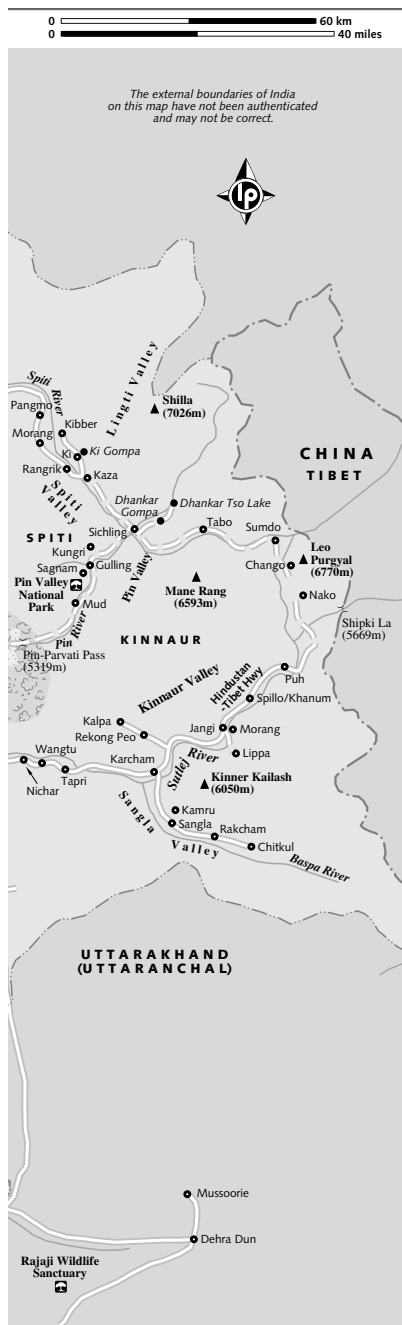 0 60 km
0 40 miles
The external boundaries of India
on this map have not been authenticated
and may not be correct.
lp
Spiti River
Lingti Valley
Shilla
(7026m)
Pangmo
Kibber
Morang
Ki
Ki Gompa
CHINA
TIBET
Rangrik
Kaza
Spiti Valley
Dhankar
Gompa
Dhankar Tso Lake
Sichling
Tabo
Sumdo
SPITI
Kungri
Pin Valley
Leo
Purgyal
(6770m)
Sagnam
Gulling
Chango
Pin Valley
National
Park
Mane Rang
(6593m)
Nako
Mud
Pin River
KINNAUR
Shipki La
(5669m)
Pin-Parvati Pass
(5319m)
Puh
Kinnaur Valley
Hindustan
-Tibet Hwy
Spillo/Khanum
Kalpa
Rekong Peo
Jangi
Morang
Wangtu
Karcham
Sutlej River
Lippa
Nichar
Tapri
Kinner Kailash
(6050m)
Sangla Valley
Kamru
Sangla
Rakcham
Chitkul
Baspa River
UTTARAKHAND
(UTTARANCHAL)
Mussoorie
Dehra Dun
Rajaji Wildlife
Sanctuary